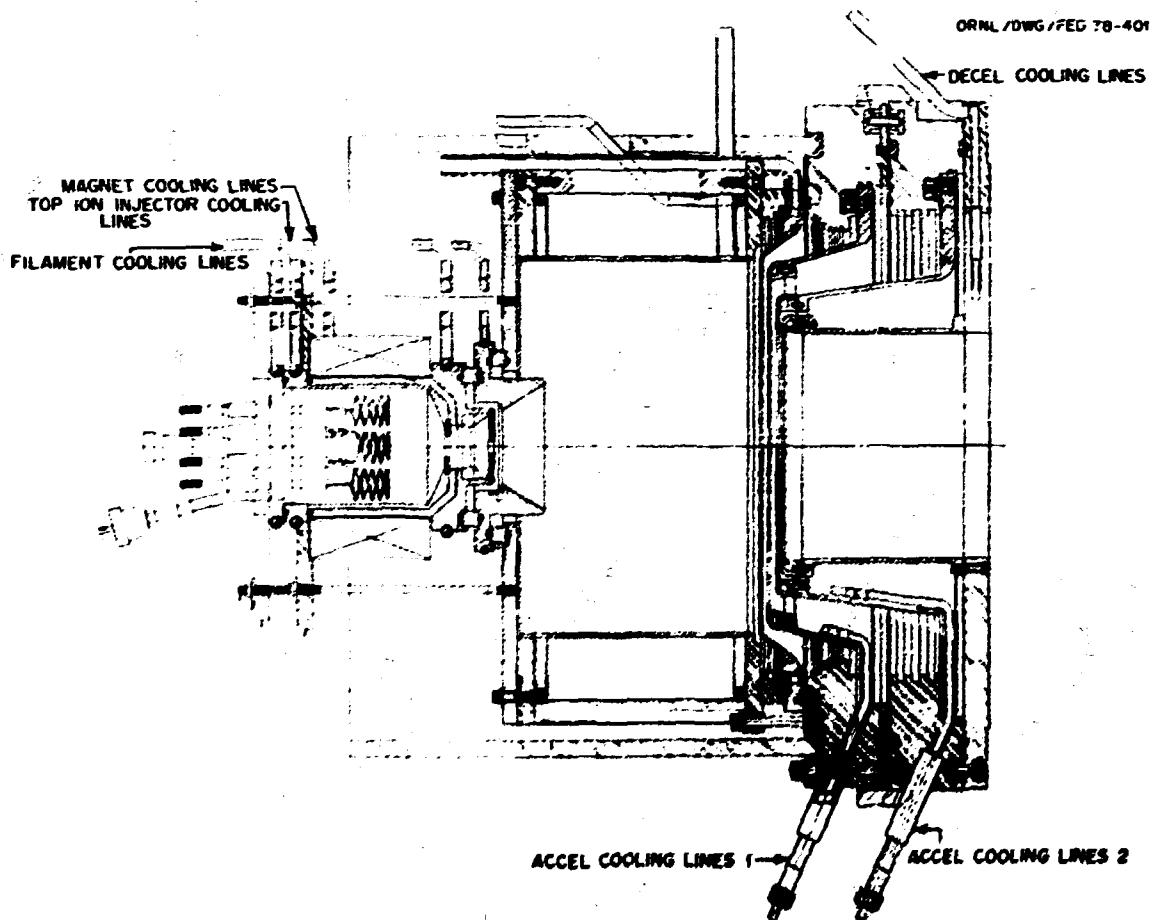 ORNL/DWG/FED 78-401
DECEL COOLING LINES
MAGNET COOLING LINES
TOP ION INJECTOR COOLING
LINES
FILAMENT COOLING LINES
ACCEL COOLING LINES 1
ACCEL COOLING LINES 2